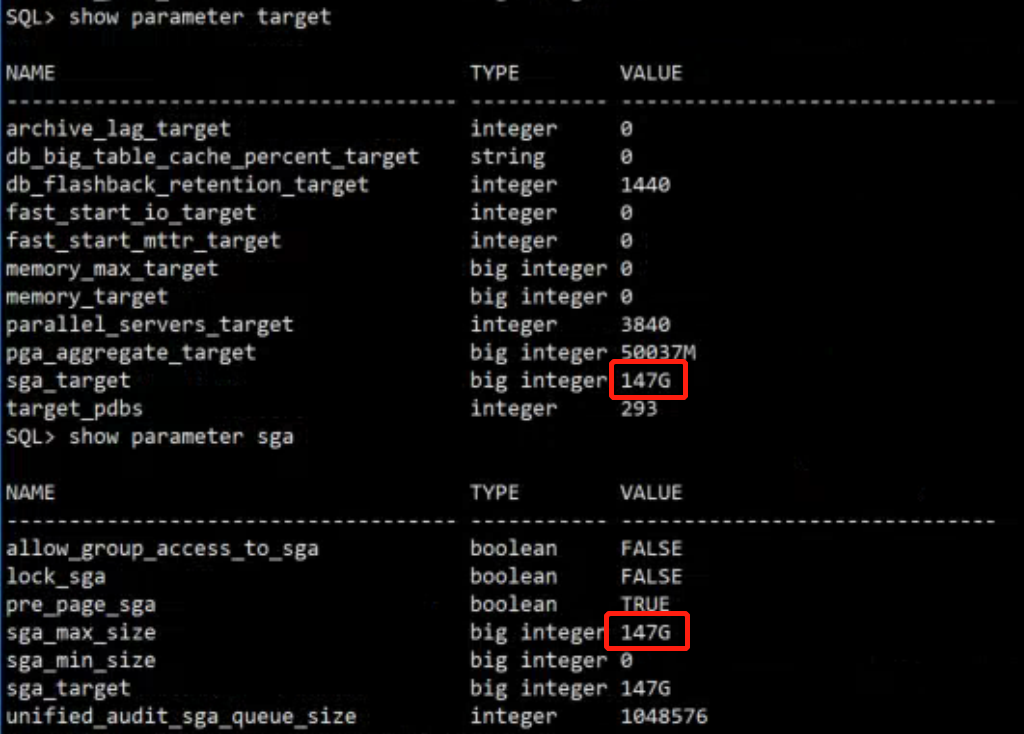 SQL> show parameter target
NAME TYPE VALUE
------------------------------------ ----------- ------------------------------
archive_lag_target integer 0
db_big_table_cache_percent_target string 0
db_flashback_retention_target integer 1440
fast_start_io_target integer 0
fast_start_mttr_target integer 0
memory_max_target big integer 0
memory_target big integer 0
parallel_servers_target integer 3840
pga_aggregate_target big integer 50037M
sga_target big integer 147G
target_pdbs integer 293
SQL> show parameter sga
NAME TYPE VALUE
------------------------------------ ----------- ------------------------------
allow_group_access_to_sga boolean FALSE
lock_sga boolean FALSE
pre_page_sga boolean TRUE
sga_max_size big integer 147G
sga_min_size big integer 0
sga_target big integer 147G
unified_audit_sga_queue_size integer 1048576